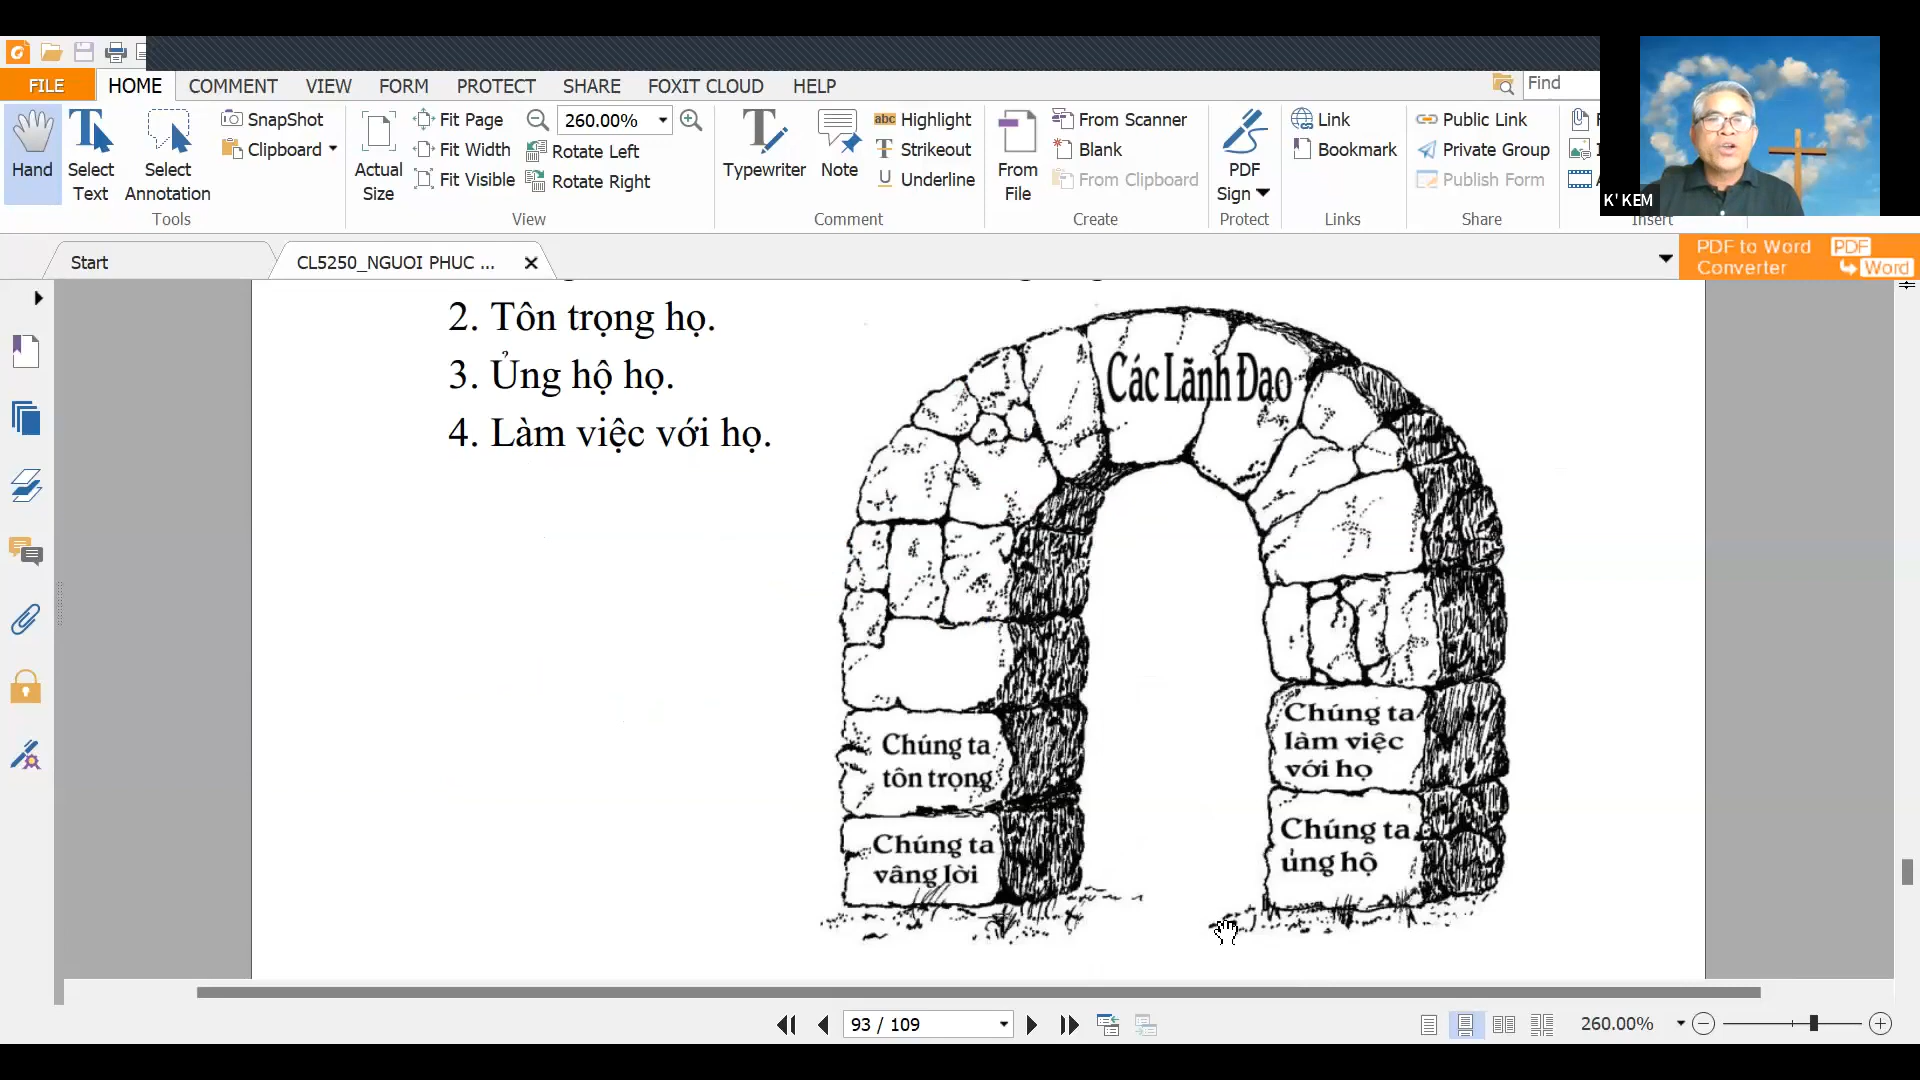 FILE
HOME
COMMENT
VIEW
FORM
PROTECT
SHARE
FOXIT CLOUD
HELP
Find
Hand
Select
Text
Select
Annotation
SnapShot
Clipboard
Tools
Actual
Size
Fit Page
Fit Width
Fit Visible
260.00%
Rotate Left
Rotate Right
View
Typewriter
Note
abc Highlight
Strikeout
Underline
Comment
From
File
From Scanner
Blank
From Clipboard
Create
PDF
Sign
Protect
Link
Bookmark
Links
Public Link
Private Group
Publish Form
Share
Insert
K' KEM
Start
CL5250_NGUOI PHUC ...
PDF to Word
Converter
PDF
Word
2. Tôn trọng họ.
3. Ủng hộ họ.
4. Làm việc với họ.
Các Lãnh Đạo
Chúng ta
tôn trọng
Chúng ta
vâng lời
Chúng ta
làm việc
với họ
Chúng ta
ủng hộ
93 / 109
260.00%